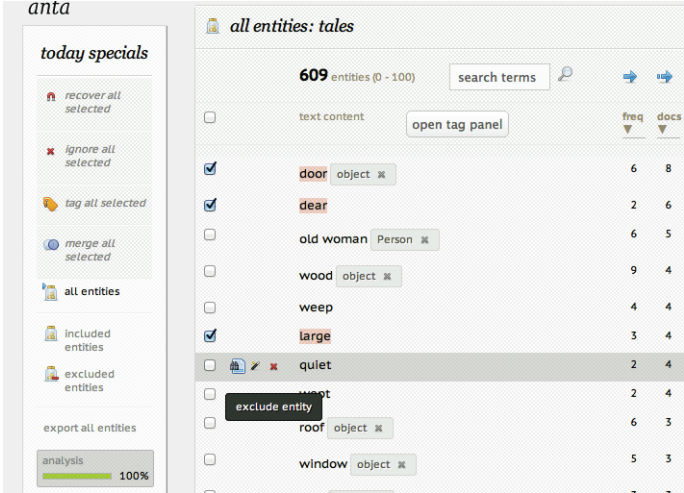 anta
all entities: tales
today specials
609 entities (0 - 100)
search terms
recover all
selected
text content
open tag panel
freq
docs
ignore all
selected
door object 6 8
tag all selected
dear 2 6
merge all
selected
old woman Person 6 5
wood object 9 4
all entities
weep 4 4
included
entities
large 3 4
quiet 2 4
excluded
entities
2 4
exclude entity
roof object 6 3
export all entities
analysis
100%
window object 5 3